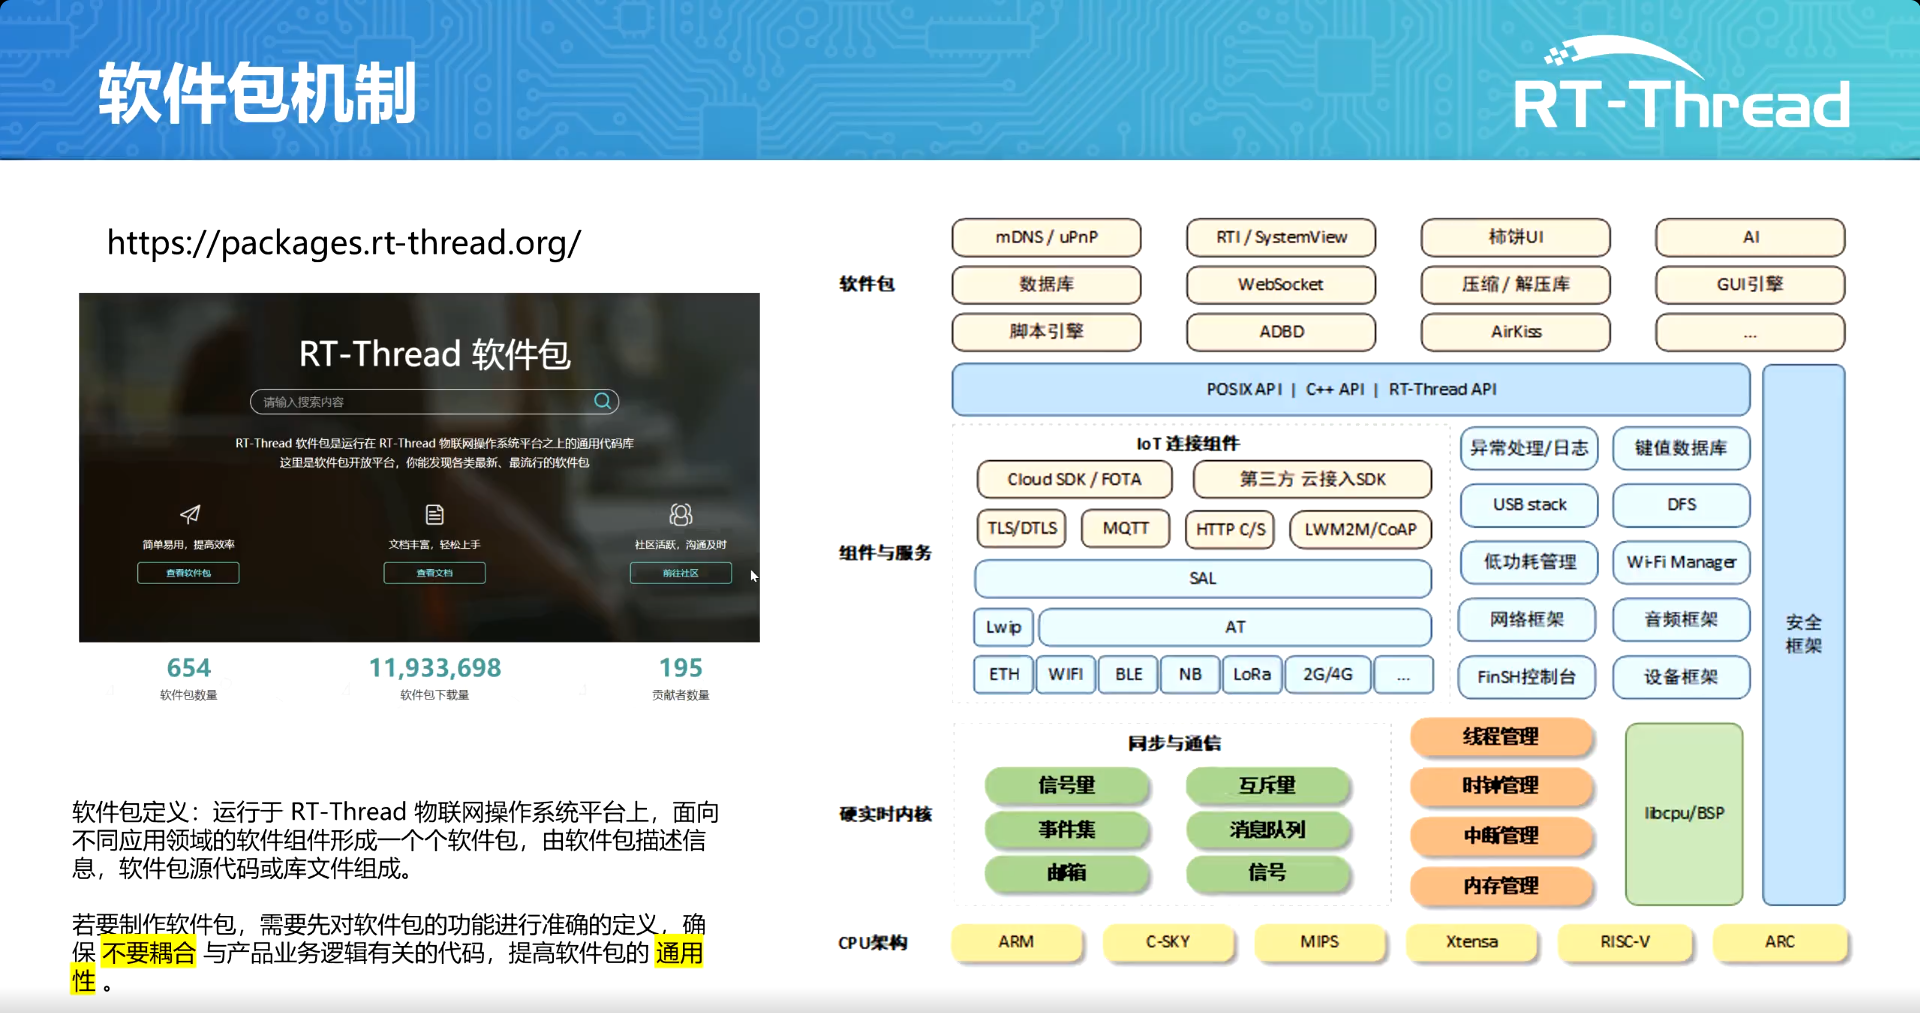 软件包机制
RT-Thread
https://packages.rt-thread.org/
RT-Thread 软件包
请输入搜索内容
RT-Thread 软件包是运行在 RT-Thread 物联网操作系统平台之上的通用代码库
这里是软件包开放平台，你能发现各类最新、最流行的软件包
简单易用，提高效率
文档丰富，轻松上手
社区活跃，沟通及时
查看软件包
查看文档
前往社区
654
11,933,698
195
软件包数量
软件包下载量
贡献者数量
软件包定义：运行于 RT-Thread 物联网操作系统平台上，面向
不同应用领域的软件组件形成一个个软件包，由软件包描述信
息，软件包源代码或库文件组成。
若要制作软件包，需要先对软件包的功能进行准确的定义，确
保 不要耦合 与产品业务逻辑有关的代码，提高软件包的 通用
性 。
软件包
mDNS / uPnP
RTI / SystemView
柿饼UI
AI
数据库
WebSocket
压缩 / 解压库
GUI引擎
脚本引擎
ADBD
AirKiss
...
POSIX API | C++ API | RT-Thread API
安全
框架
组件与服务
IoT 连接组件
Cloud SDK / FOTA
第三方 云接入SDK
TLS/DTLS
MQTT
HTTP C/S
LWM2M/CoAP
SAL
Lwip
AT
ETH
WIFI
BLE
NB
LoRa
2G/4G
...
异常处理/日志
键值数据库
USB stack
DFS
低功耗管理
Wi-Fi Manager
网络框架
音频框架
FinSH控制台
设备框架
硬实时内核
同步与通信
信号量
互斥量
事件集
消息队列
邮箱
信号
线程管理
时钟管理
中断管理
内存管理
libcpu/BSP
CPU架构
ARM
C-SKY
MIPS
Xtensa
RISC-V
ARC